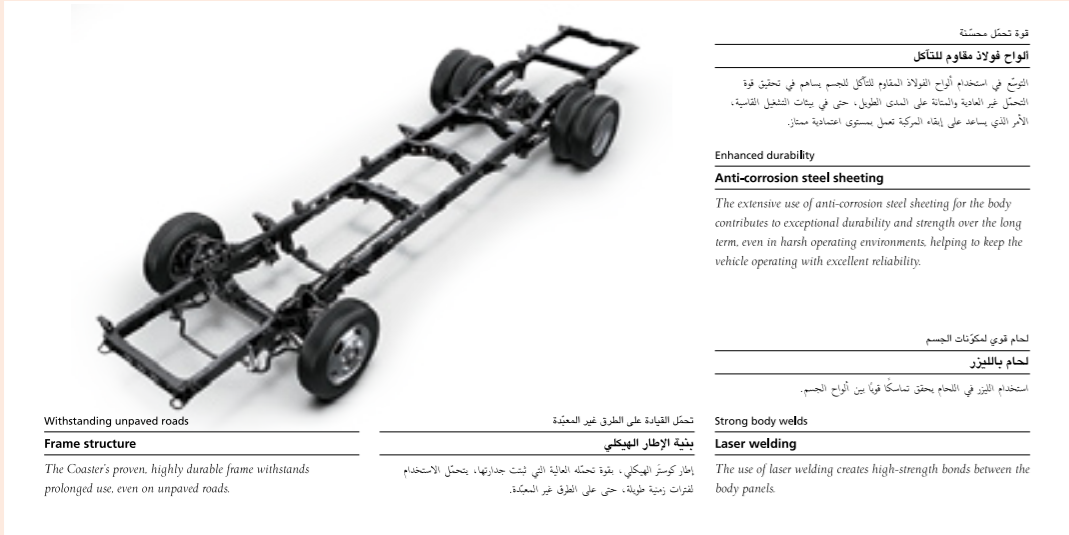 قوة تحمّل محسّنة
ألواح فولاذ مقاوم للتآكل
التوسّع في استخدام ألواح الفولاذ المقاوم للتآكل للجسم يساهم في تحقيق قوة
التحمّل غير العادية والمتانة على المدى الطويل، حتى في بيئات التشغيل القاسية،
الأمر الذي يساعد على إبقاء المركبة تعمل بمستوى اعتمادية ممتاز.
Enhanced durability
Anti-corrosion steel sheeting
The extensive use of anti-corrosion steel sheeting for the body
contributes to exceptional durability and strength over the long
term, even in harsh operating environments, helping to keep the
vehicle operating with excellent reliability.
لحام قوي لمكوّنات الجسم
لحام بالليزر
استخدام الليزر في اللحام يحقق تماسكًا قويًا بين ألواح الجسم.
Withstanding unpaved roads
Frame structure
The Coaster's proven, highly durable frame withstands
prolonged use, even on unpaved roads.
تحمّل القيادة على الطرق غير المعبّدة
بنية الإطار الهيكلي
إطار كوستر الهيكلي، بقوة تحمّله العالية التي ثبتت جدارتها، يتحمّل الاستخدام
لفترات زمنية طويلة، حتى على الطرق غير المعبّدة.
Strong body welds
Laser welding
The use of laser welding creates high-strength bonds between the
body panels.